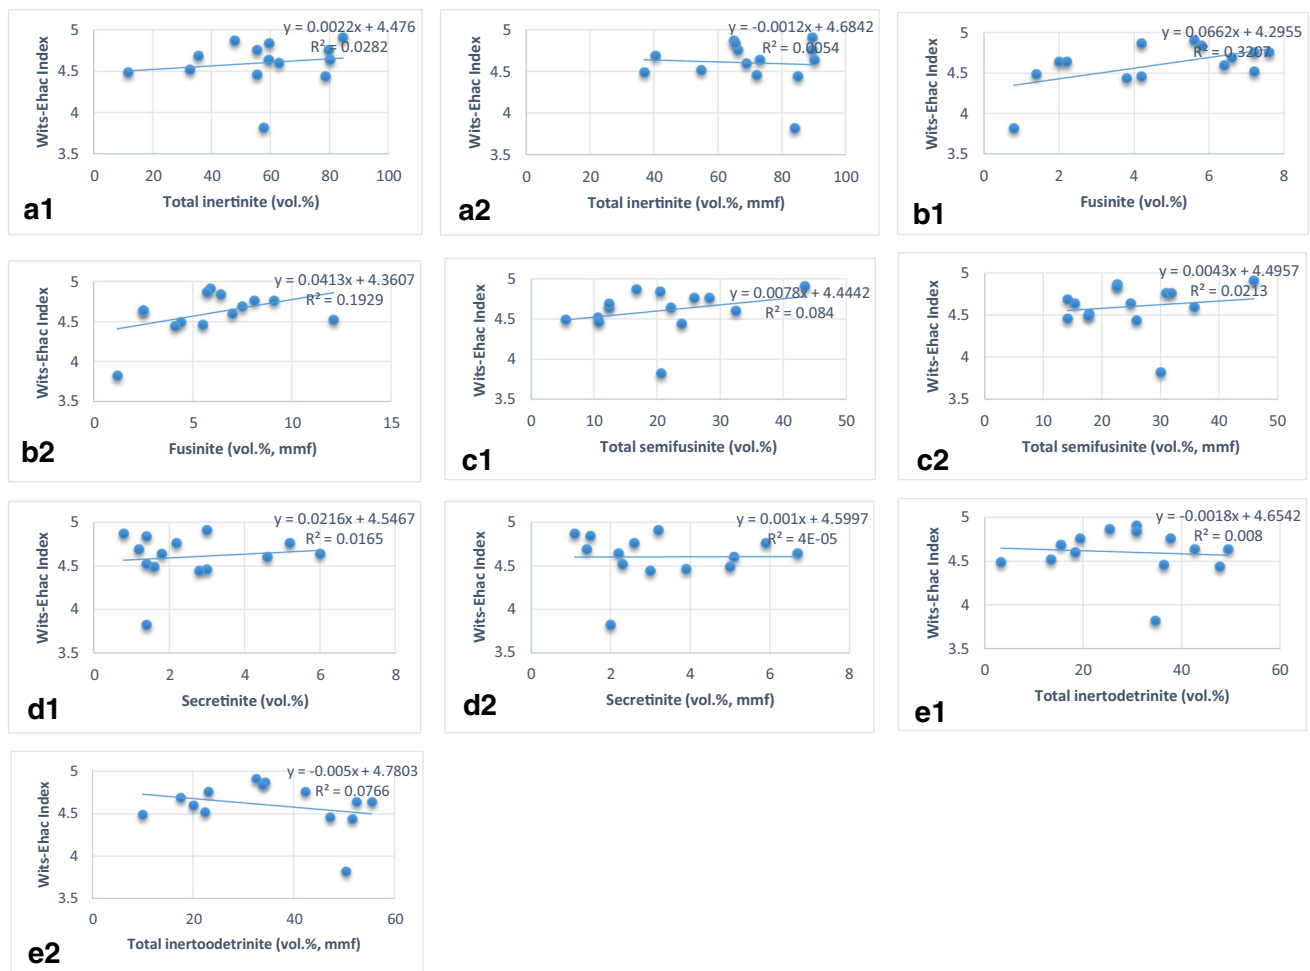 y = 0.0022x + 4.476
R² = 0.0282
Wits-Ehac Index
5
4.5
4
3.5
0 20 40 60 80 100
Total inertinite (vol.%)
a1
y = -0.0012x + 4.6842
R² = 0.0054
Wits-Ehac Index
5
4.5
4
3.5
0 20 40 60 80 100
Total inertinite (vol.%, mmf)
a2
y = 0.0662x + 4.2955
R² = 0.3207
Wits-Ehac Index
5
4.5
4
3.5
0 2 4 6 8
Fusinite (vol.%)
b1
y = 0.0413x + 4.3607
R² = 0.1929
Wits-Ehac Index
5
4.5
4
3.5
0 5 10 15
Fusinite (vol.%, mmf)
b2
y = 0.0078x + 4.4442
R² = 0.084
Wits-Ehac Index
5
4.5
4
3.5
0 10 20 30 40 50
Total semifusinite (vol.%)
c1
y = 0.0043x + 4.4957
R² = 0.0213
Wits-Ehac Index
5
4.5
4
3.5
0 10 20 30 40 50
Total semifusinite (vol.%, mmf)
c2
y = 0.0216x + 4.5467
R² = 0.0165
Wits-Ehac Index
5
4.5
4
3.5
0 2 4 6 8
Secretinite (vol.%)
d1
y = 0.001x + 4.5997
R² = 4E-05
Wits-Ehac Index
5
4.5
4
3.5
0 2 4 6 8
Secretinite (vol.%, mmf)
d2
y = -0.0018x + 4.6542
R² = 0.008
Wits-Ehac Index
5
4.5
4
3.5
0 20 40 60
Total inertodetrinite (vol.%)
e1
y = -0.005x + 4.7803
R² = 0.0766
Wits-Ehac Index
5
4.5
4
3.5
0 20 40 60
Total inertoodetrinite (vol.%, mmf)
e2